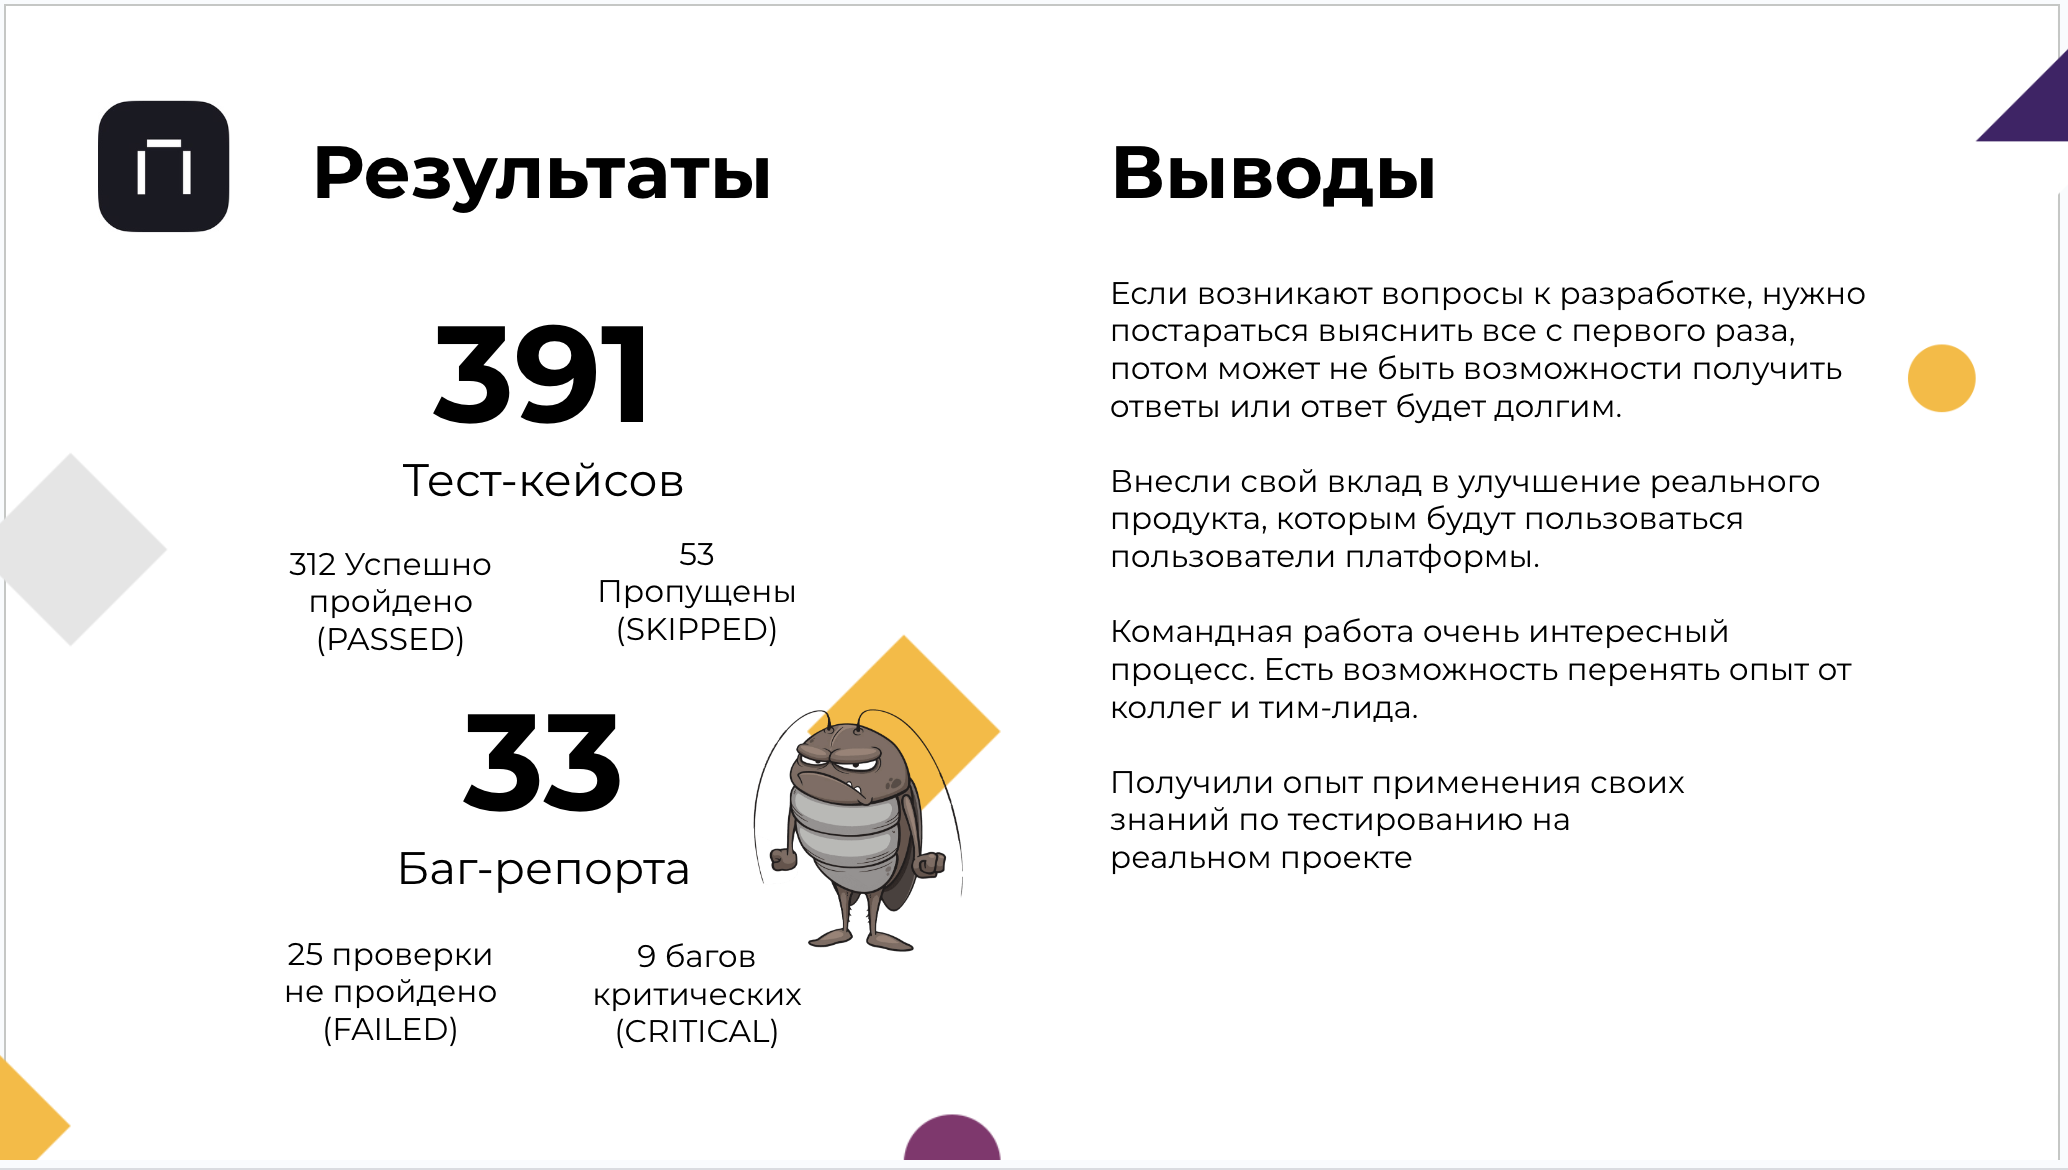 П
Результаты
391
Тест-кейсов
312 Успешно
пройдено
(PASSED)
53
Пропущены
(SKIPPED)
33
Баг-репорта
25 проверки
не пройдено
(FAILED)
9 багов
критических
(CRITICAL)
Выводы
Если возникают вопросы к разработке, нужно
постараться выяснить все с первого раза,
потом может не быть возможности получить
ответы или ответ будет долгим.
Внесли свой вклад в улучшение реального
продукта, которым будут пользоваться
пользователи платформы.
Командная работа очень интересный
процесс. Есть возможность перенять опыт от
коллег и тим-лида.
Получили опыт применения своих
знаний по тестированию на
реальном проекте